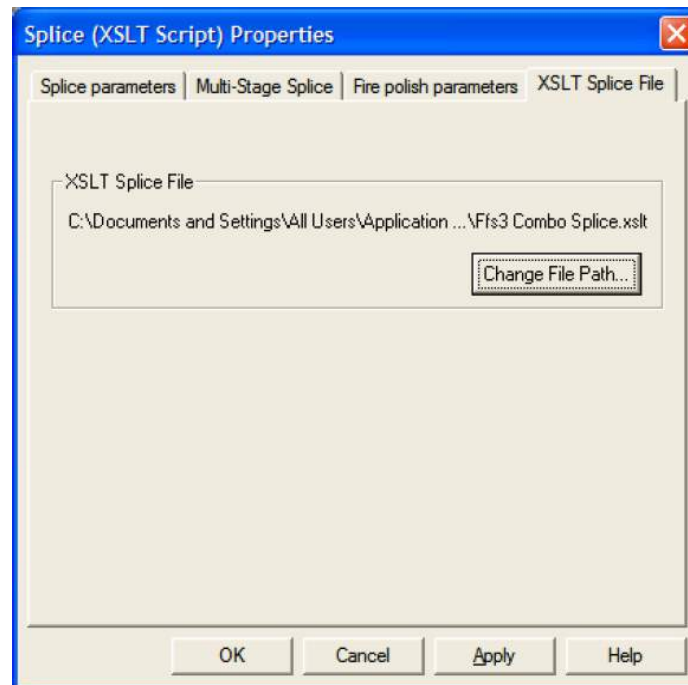 Splice (XSLT Script) Properties
Splice parameters Multi-Stage Splice Fire polish parameters XSLT Splice File
XSLT Splice File
C:\Documents and Settings\All Users\Application ...\Ffs3 Combo Splice.xslt
Change File Path...
OK Cancel Apply Help